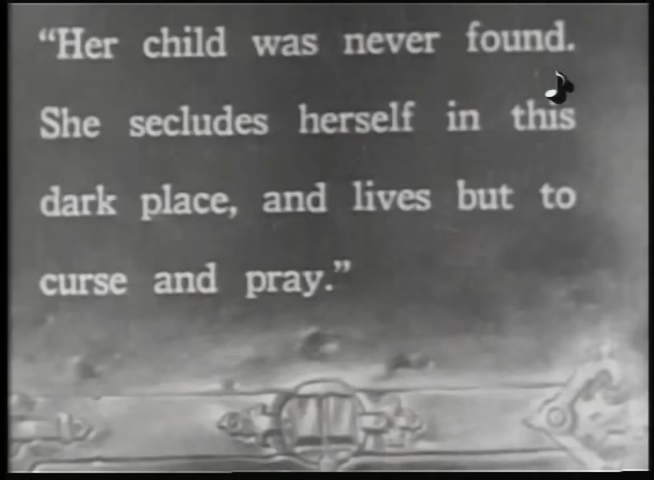 “Her child was never found.
She secludes herself in this
dark place, and lives but to
curse and pray.”